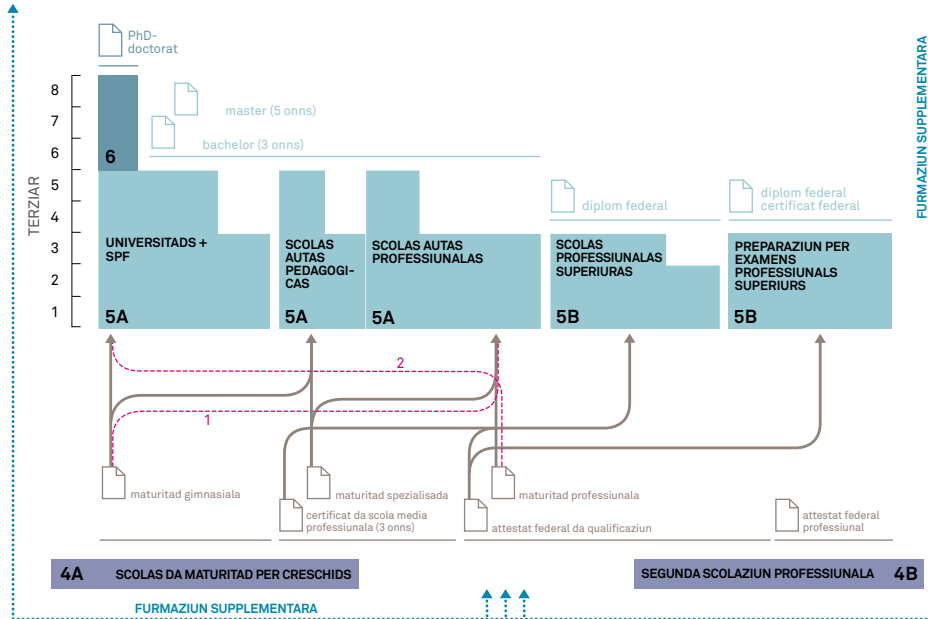 PhD-
doctorat
FURMAZIUN SUPPLEMENTARA
TERZIAR
8
7
6
5
4
3
2
1
master (5 onns)
bachelor (3 onns)
6
diplom federal
diplom federal
certificat federal
UNIVERSITADS +
SPF
5A
SCOLAS
AUTAS
PEDAGOGI-
CAS
5A
SCOLAS AUTAS
PROFESSIUNALAS
5A
SCOLAS
PROFESSIUNALAS
SUPERIURAS
5B
PREPARAZIUN PER
EXAMENS
PROFESSIUNALS
SUPERIURS
5B
2
1
maturitad gimnasiala
maturitad spezialisada
maturitad professiunala
certificat da scola media
professiunala (3 onns)
attestat federal da qualificaziun
attestat federal
professiunal
4A SCOLAS DA MATURITAD PER CRESCHIDS
SEGUNDA SCOLAZIUN PROFESSIUNALA 4B
FURMAZIUN SUPPLEMENTARA